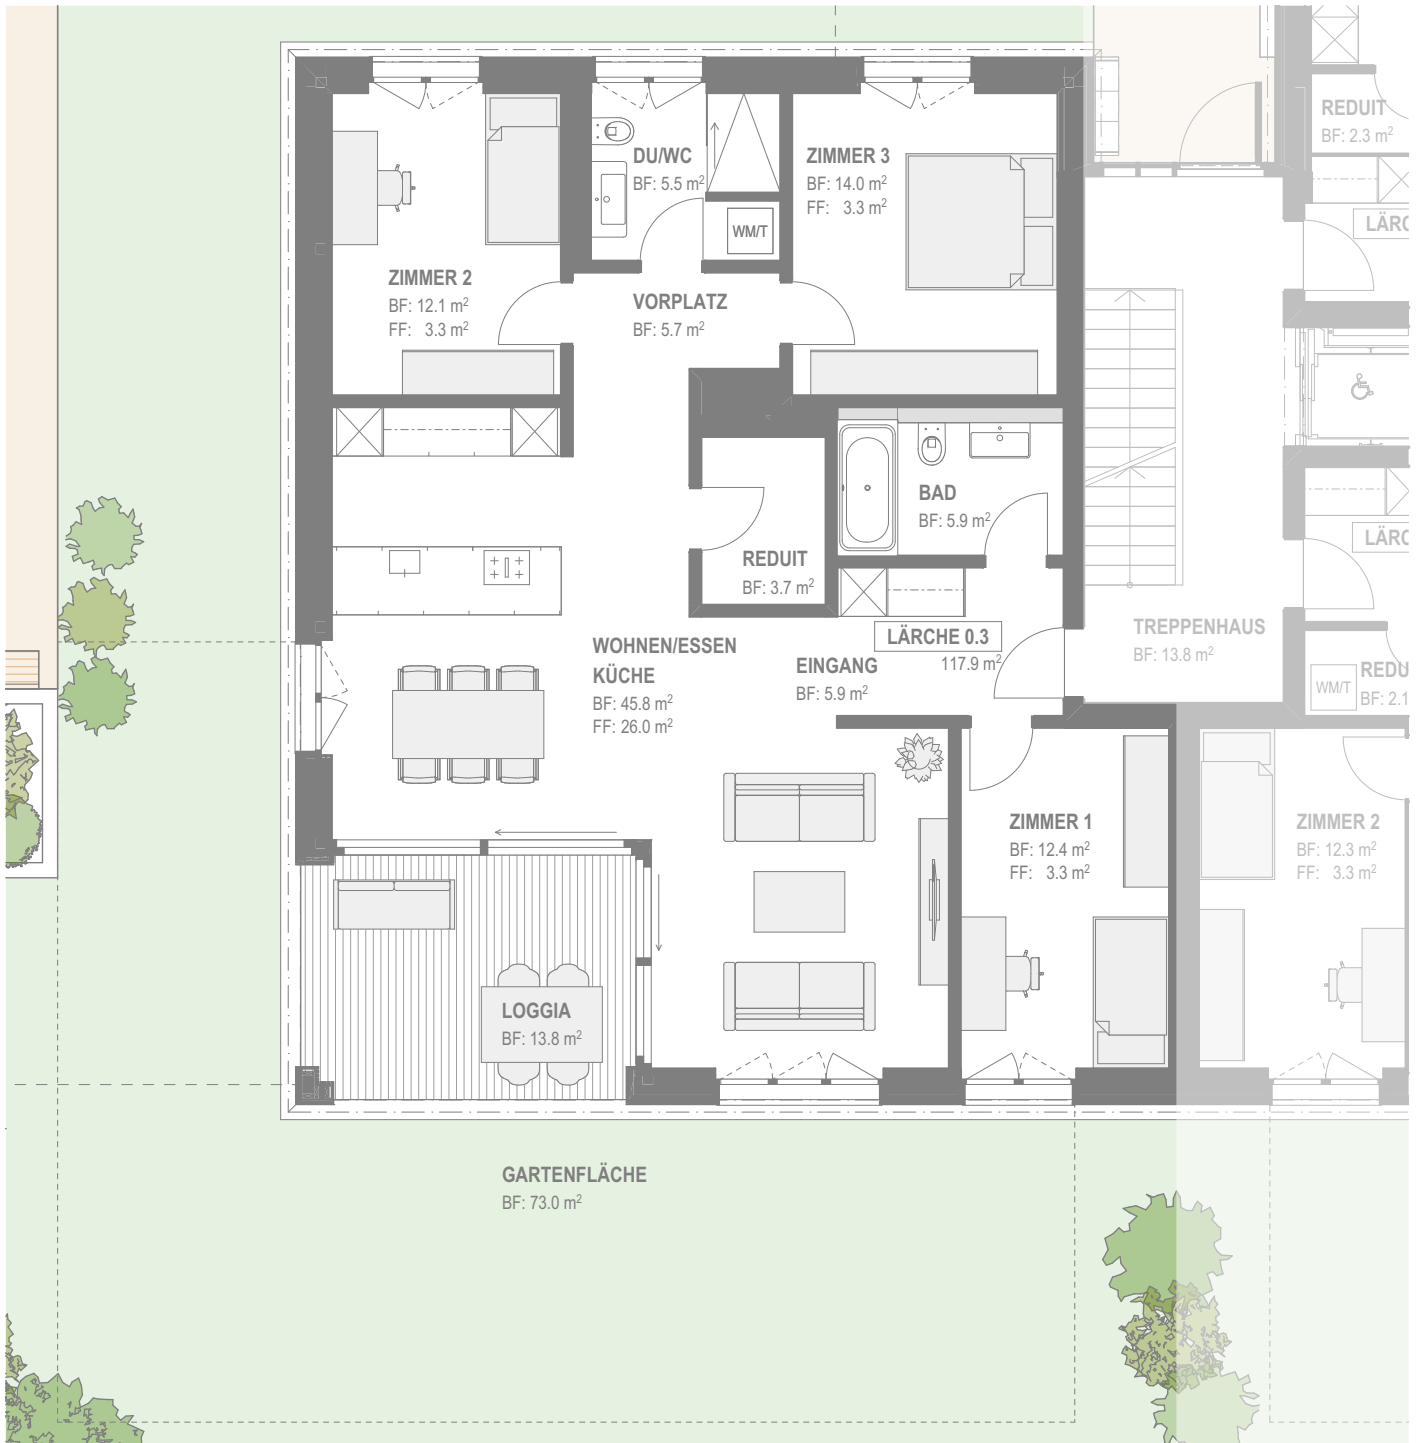 REDUIT
BF: 2.3 m²
DU/WC
BF: 5.5 m²
ZIMMER 3
BF: 14.0 m²
FF: 3.3 m²
WM/T
LÄRC
ZIMMER 2
BF: 12.1 m²
FF: 3.3 m²
VORPLATZ
BF: 5.7 m²
BAD
BF: 5.9 m²
REDUIT
BF: 3.7 m²
LÄRC
WOHNEN/ESSEN
KÜCHE
BF: 45.8 m²
FF: 26.0 m²
LÄRCHE 0.3
117.9 m²
EINGANG
BF: 5.9 m²
TREPPENHAUS
BF: 13.8 m²
WM/T
REDU
BF: 2.1
ZIMMER 1
BF: 12.4 m²
FF: 3.3 m²
ZIMMER 2
BF: 12.3 m²
FF: 3.3 m²
LOGGIA
BF: 13.8 m²
GARTENFLÄCHE
BF: 73.0 m²